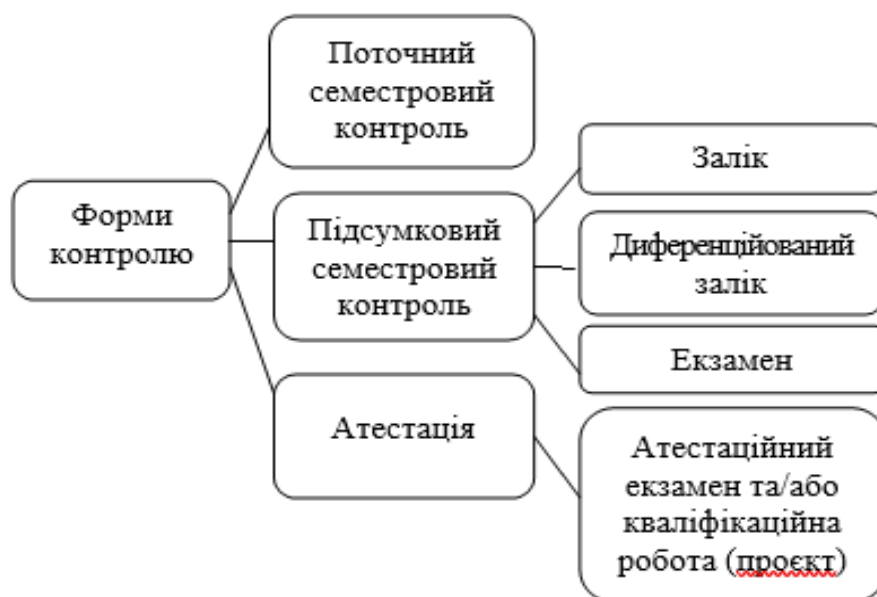 Форми
контролю
Поточний
семестровий
контроль
Підсумковий
семестровий
контроль
Залік
Диференційований
залік
Екзамен
Атестація
Атестаційний
екзамен та/або
кваліфікаційна
робота (проєкт)